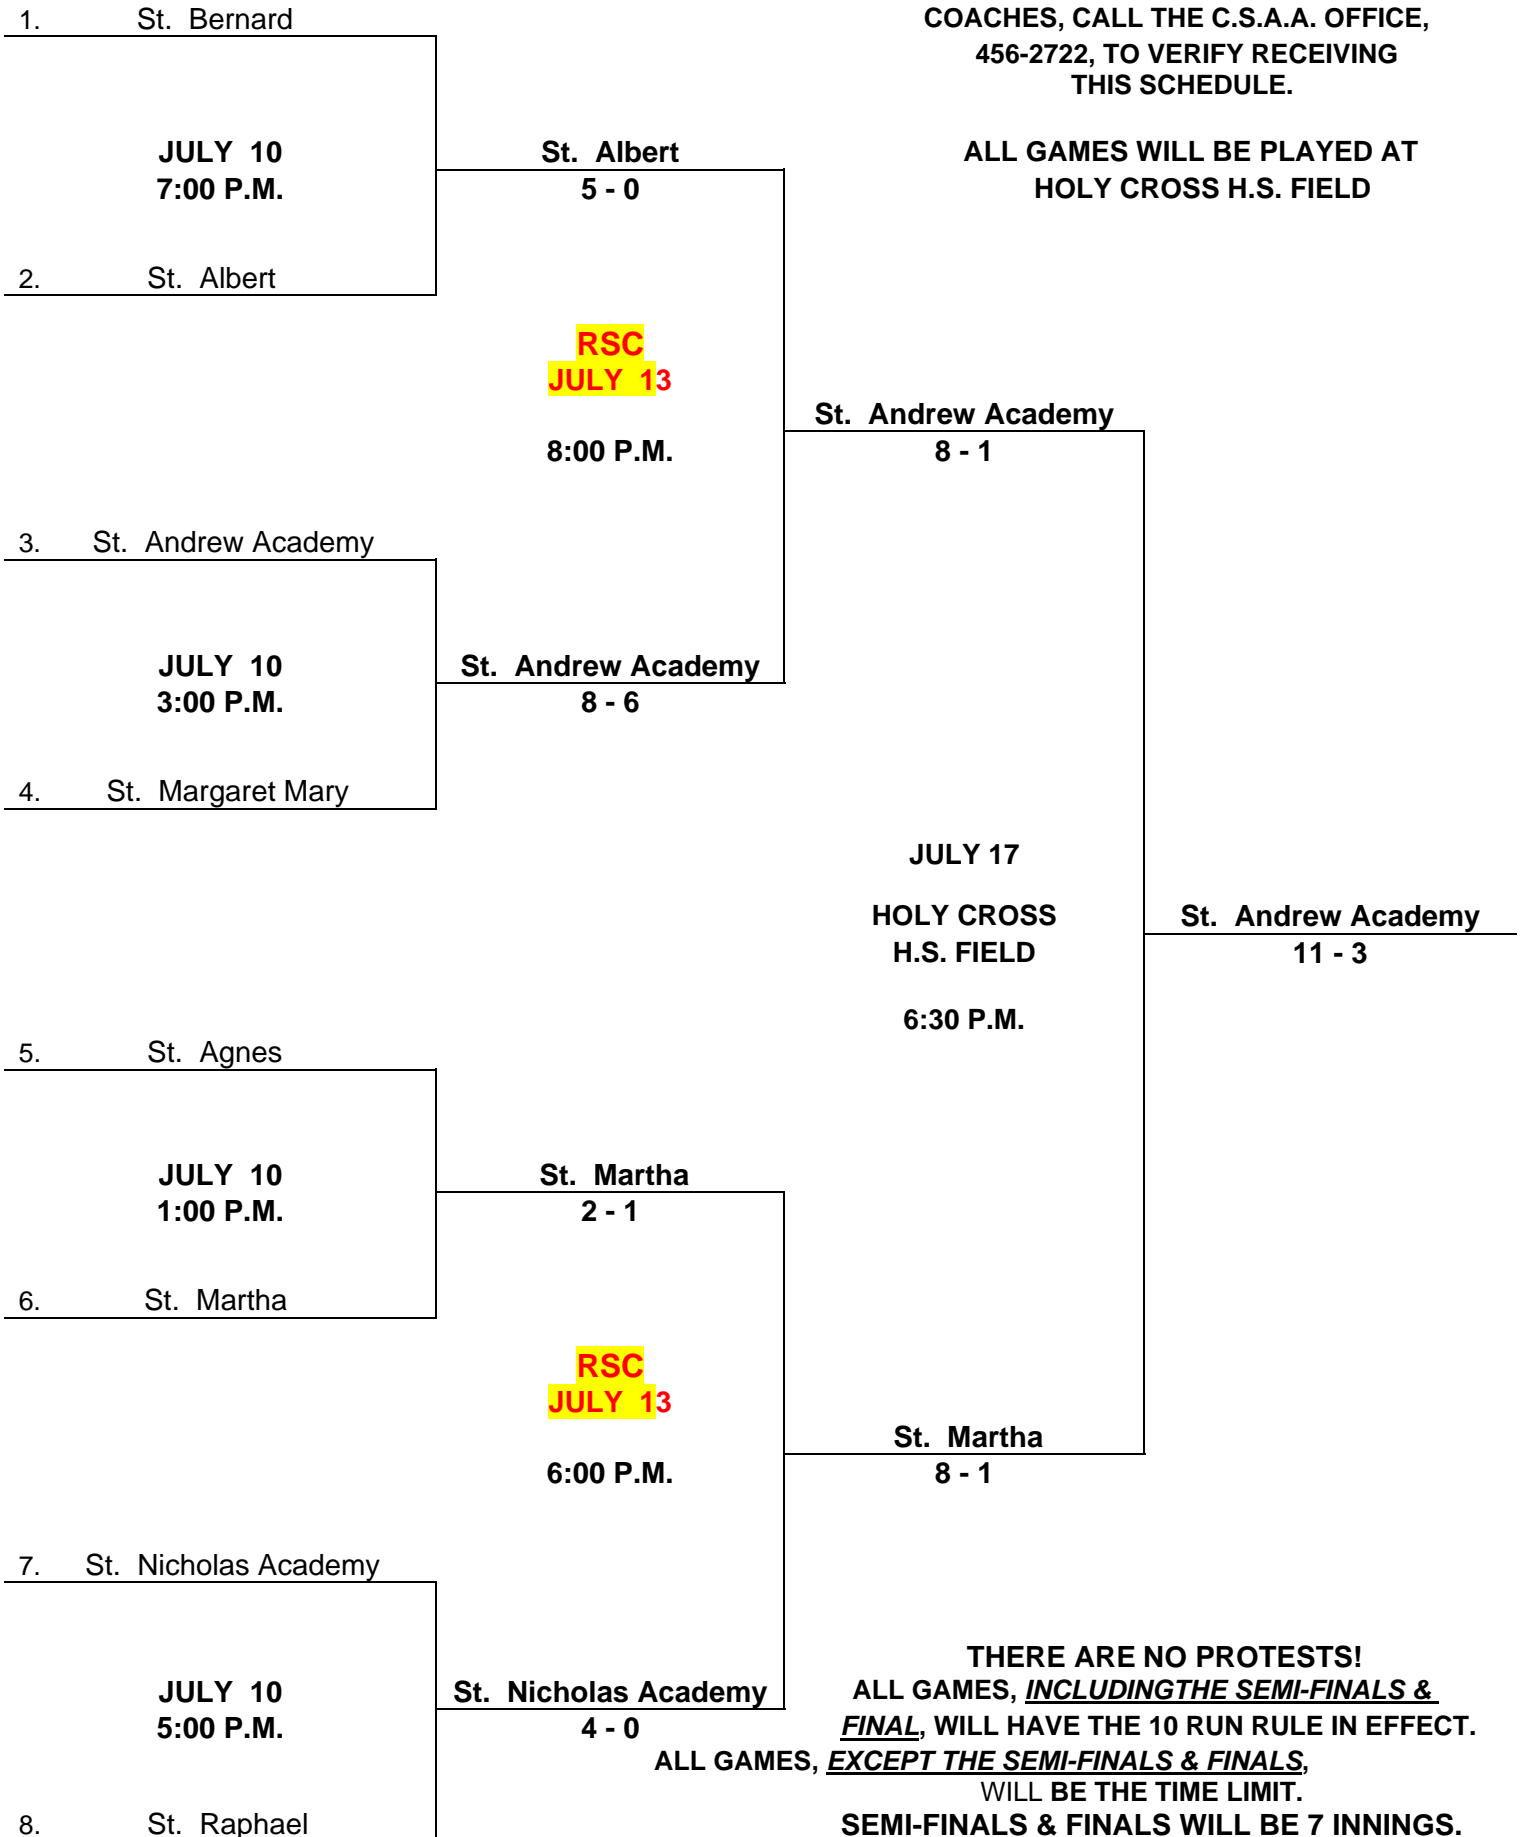 1. St. Bernard
COACHES, CALL THE C.S.A.A. OFFICE,
456-2722, TO VERIFY RECEIVING
THIS SCHEDULE.
JULY 10
7:00 P.M.
St. Albert
5 - 0
ALL GAMES WILL BE PLAYED AT
HOLY CROSS H.S. FIELD
2. St. Albert
RSC
JULY 13
8:00 P.M.
St. Andrew Academy
8 - 1
3. St. Andrew Academy
JULY 10
3:00 P.M.
St. Andrew Academy
8 - 6
4. St. Margaret Mary
JULY 17
HOLY CROSS
H.S. FIELD
6:30 P.M.
St. Andrew Academy
11 - 3
5. St. Agnes
JULY 10
1:00 P.M.
St. Martha
2 - 1
6. St. Martha
RSC
JULY 13
6:00 P.M.
St. Martha
8 - 1
7. St. Nicholas Academy
JULY 10
5:00 P.M.
St. Nicholas Academy
4 - 0
8. St. Raphael
THERE ARE NO PROTESTS!
ALL GAMES, INCLUDINGTHE SEMI-FINALS &
FINAL, WILL HAVE THE 10 RUN RULE IN EFFECT.
ALL GAMES, EXCEPT THE SEMI-FINALS & FINALS,
WILL BE THE TIME LIMIT.
SEMI-FINALS & FINALS WILL BE 7 INNINGS.